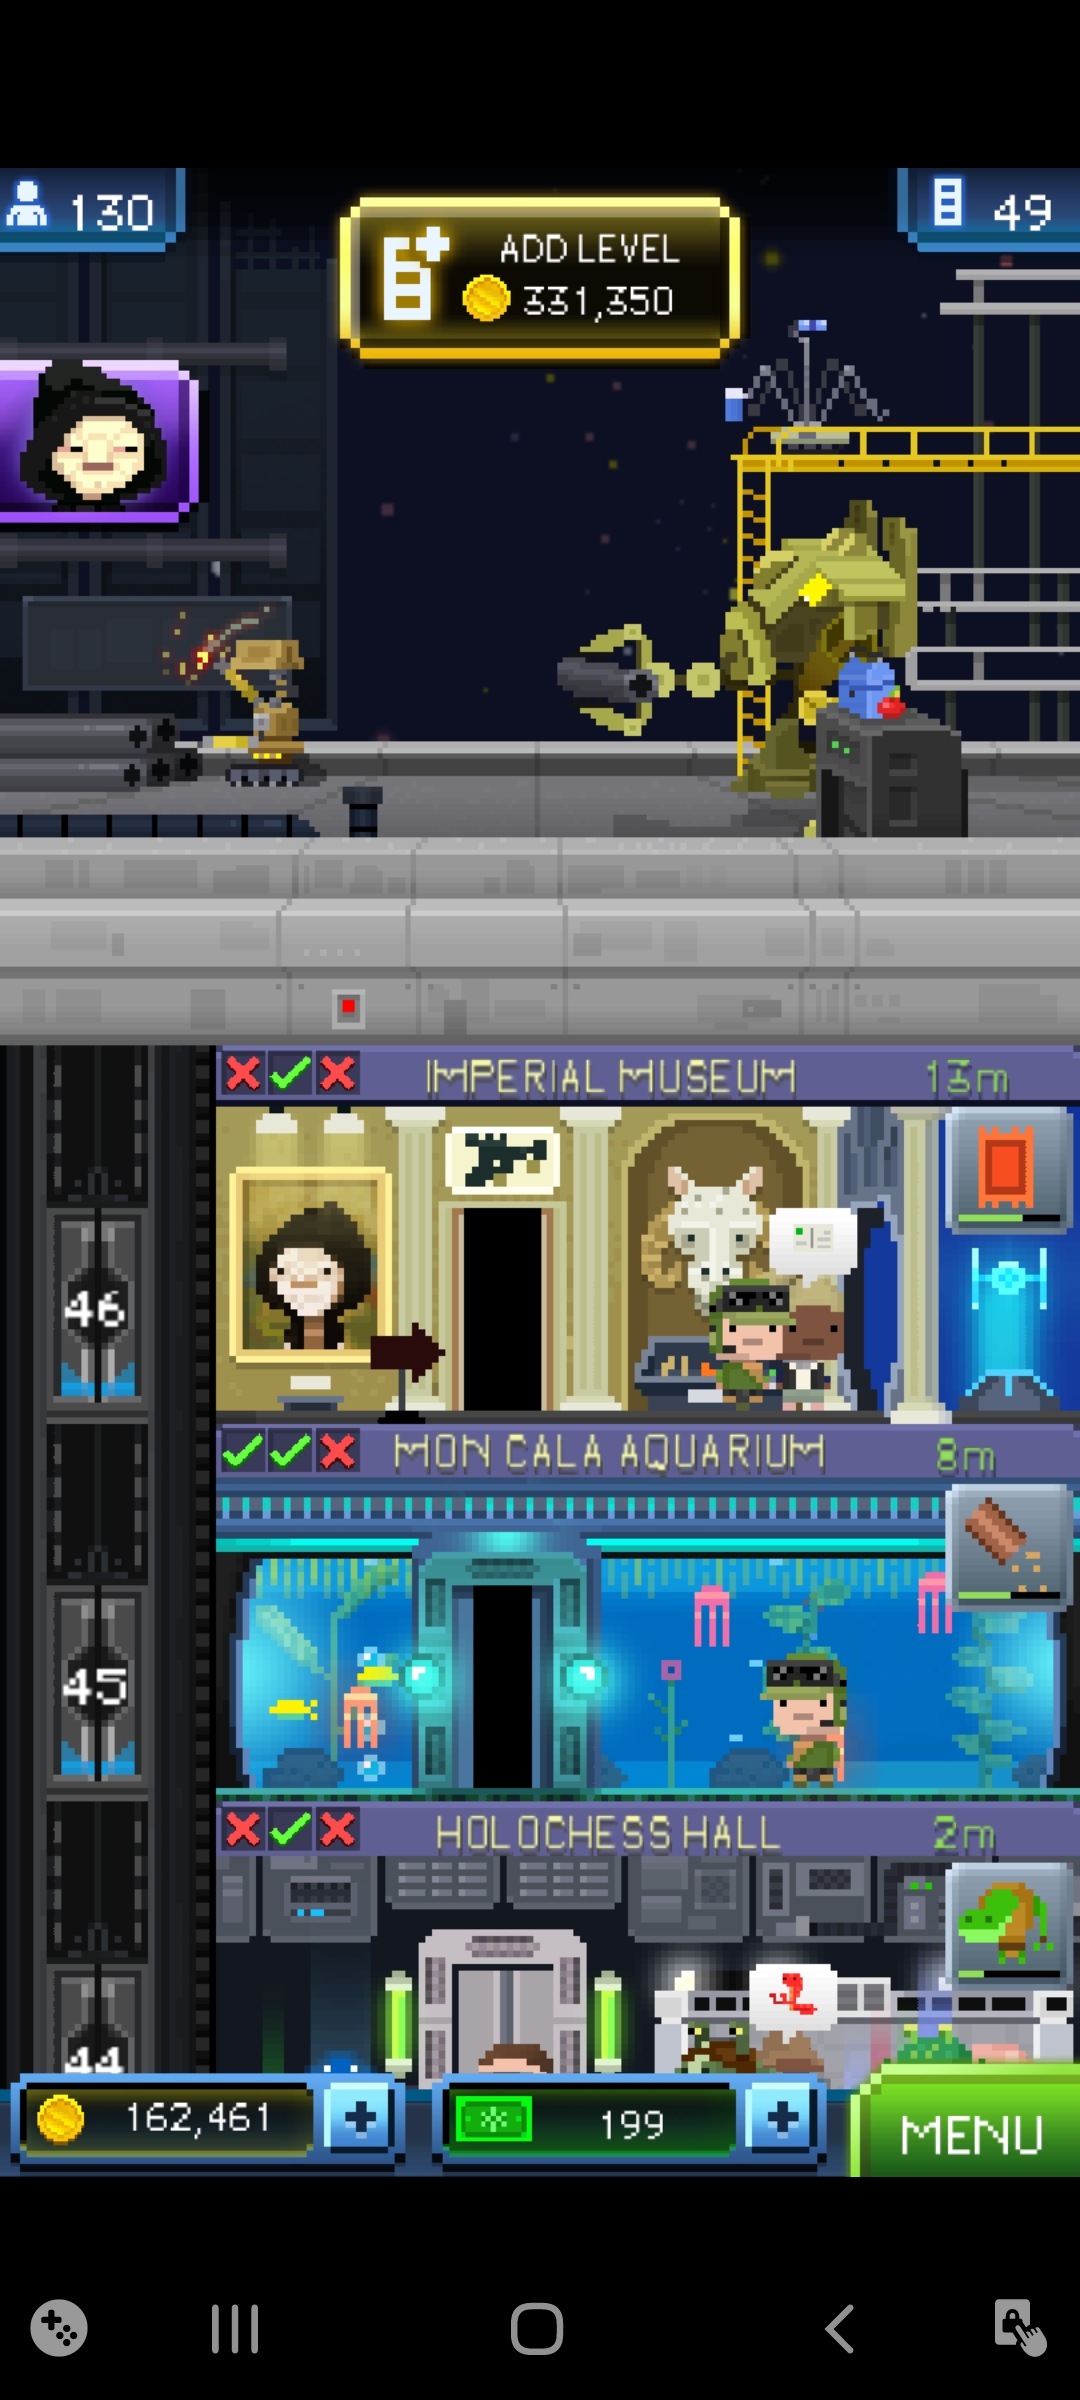 130
ADD LEVEL
331,350
49
IMPERIAL MUSEUM 13m
46
MON CALA AQUARIUM 8m
45
HOLOCHESS HALL 2m
44
162,461
199
MENU